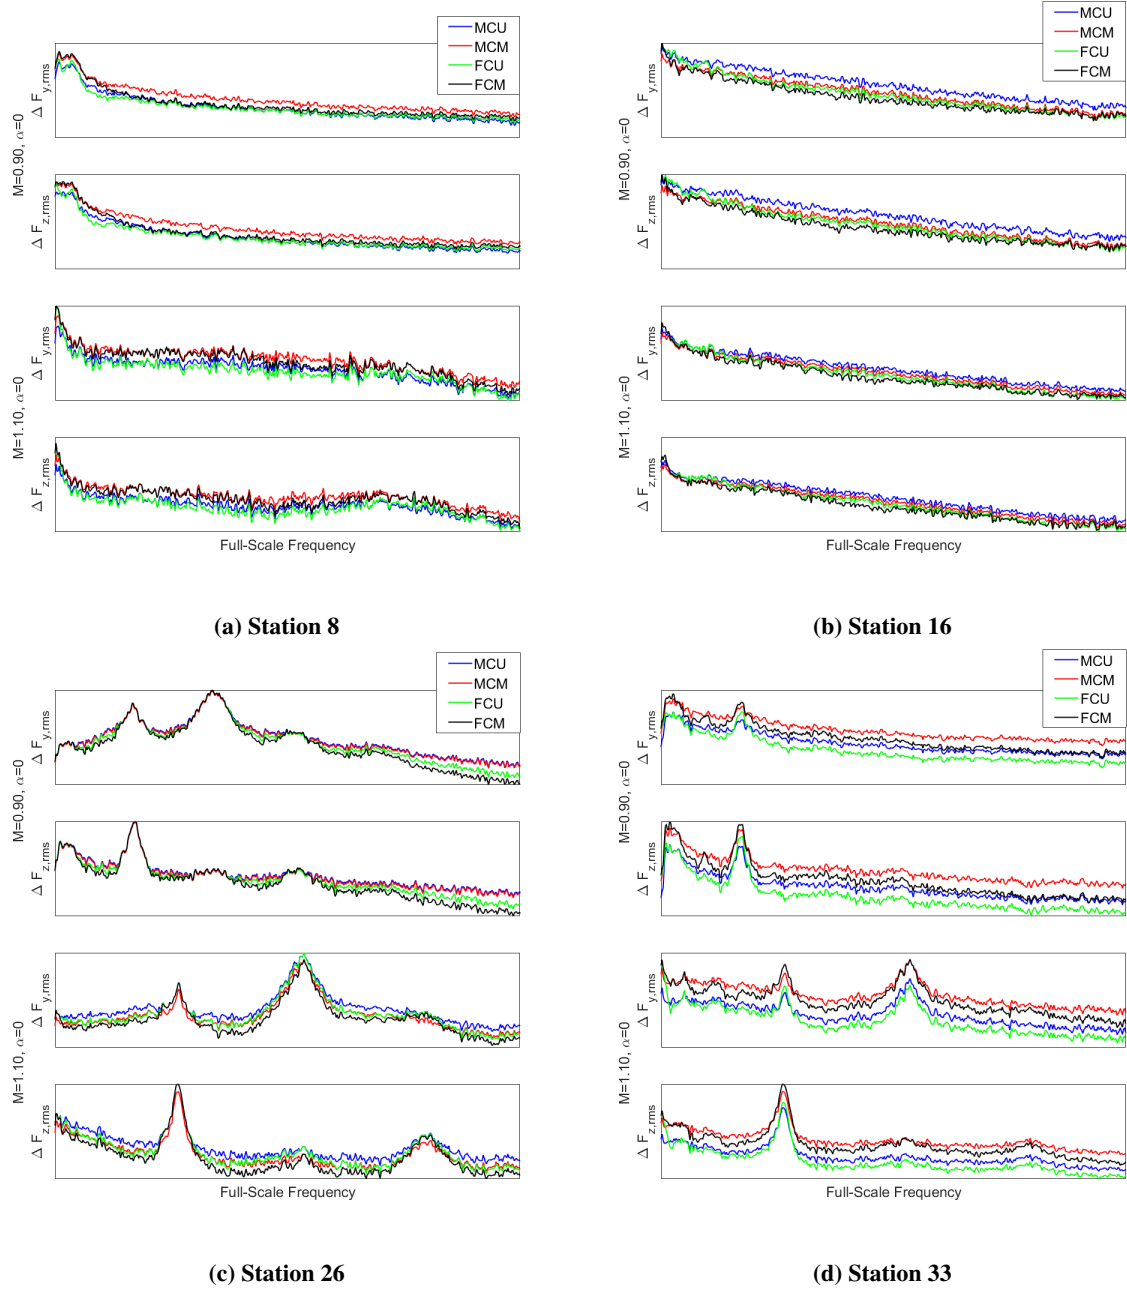 MCU
MCM
FCU
FCM
M=0.90, α=0
Δ F y,rms
Δ F z,rms
M=1.10, α=0
Δ F y,rms
Δ F z,rms
Full-Scale Frequency
(a) Station 8
MCU
MCM
FCU
FCM
M=0.90, α=0
Δ F y,rms
Δ F z,rms
M=1.10, α=0
Δ F y,rms
Δ F z,rms
Full-Scale Frequency
(b) Station 16
MCU
MCM
FCU
FCM
M=0.90, α=0
Δ F y,rms
Δ F z,rms
M=1.10, α=0
Δ F y,rms
Δ F z,rms
Full-Scale Frequency
(c) Station 26
MCU
MCM
FCU
FCM
M=0.90, α=0
Δ F y,rms
Δ F z,rms
M=1.10, α=0
Δ F y,rms
Δ F z,rms
Full-Scale Frequency
(d) Station 33